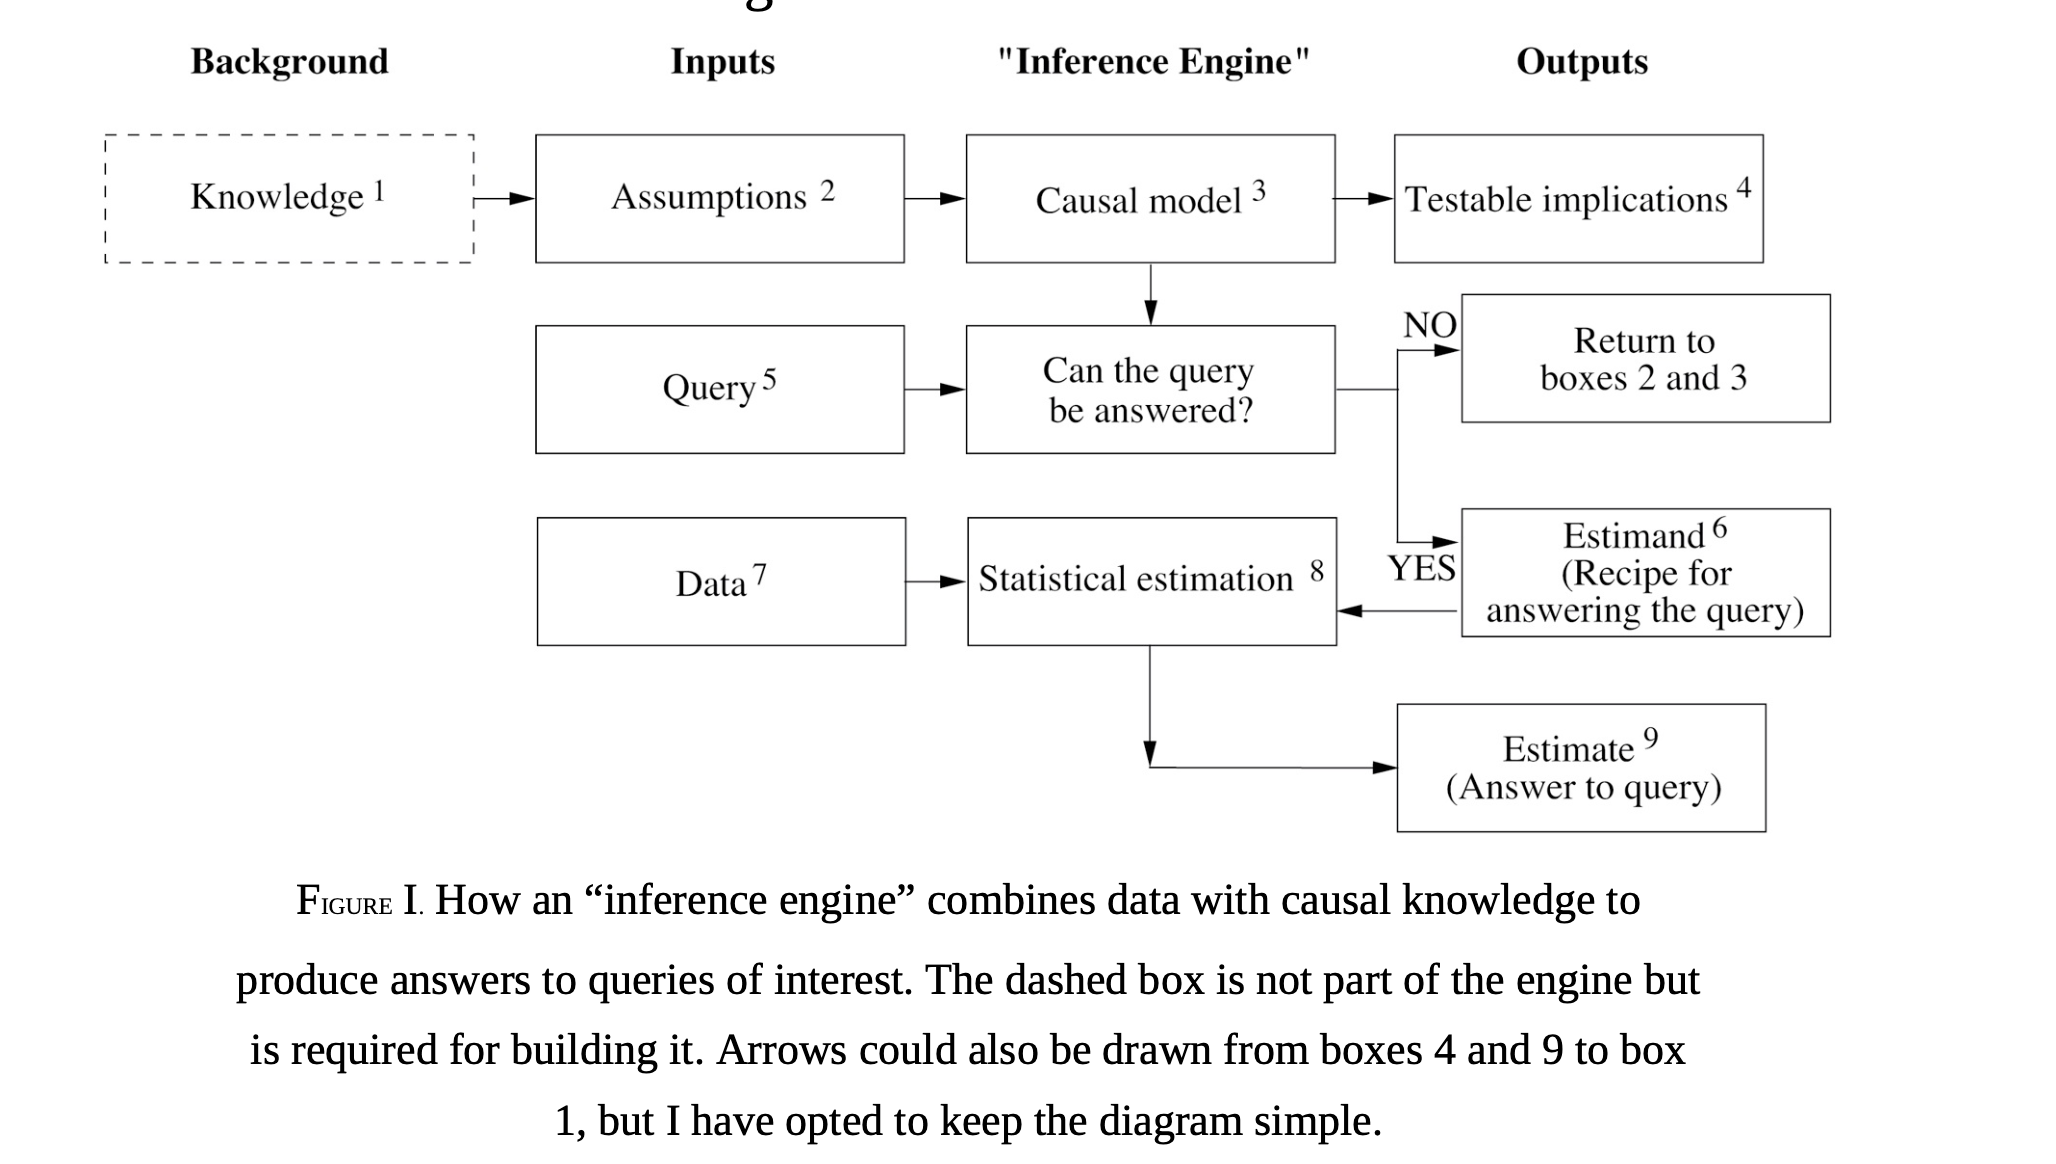 Background
Inputs
"Inference Engine"
Outputs
Knowledge 1
Assumptions 2
Causal model 3
Testable implications 4
Query 5
Can the query
be answered?
NO
Return to
boxes 2 and 3
YES
Estimand 6
(Recipe for
answering the query)
Data 7
Statistical estimation 8
Estimate 9
(Answer to query)
FIGURE I. How an “inference engine” combines data with causal knowledge to
produce answers to queries of interest. The dashed box is not part of the engine but
is required for building it. Arrows could also be drawn from boxes 4 and 9 to box
1, but I have opted to keep the diagram simple.